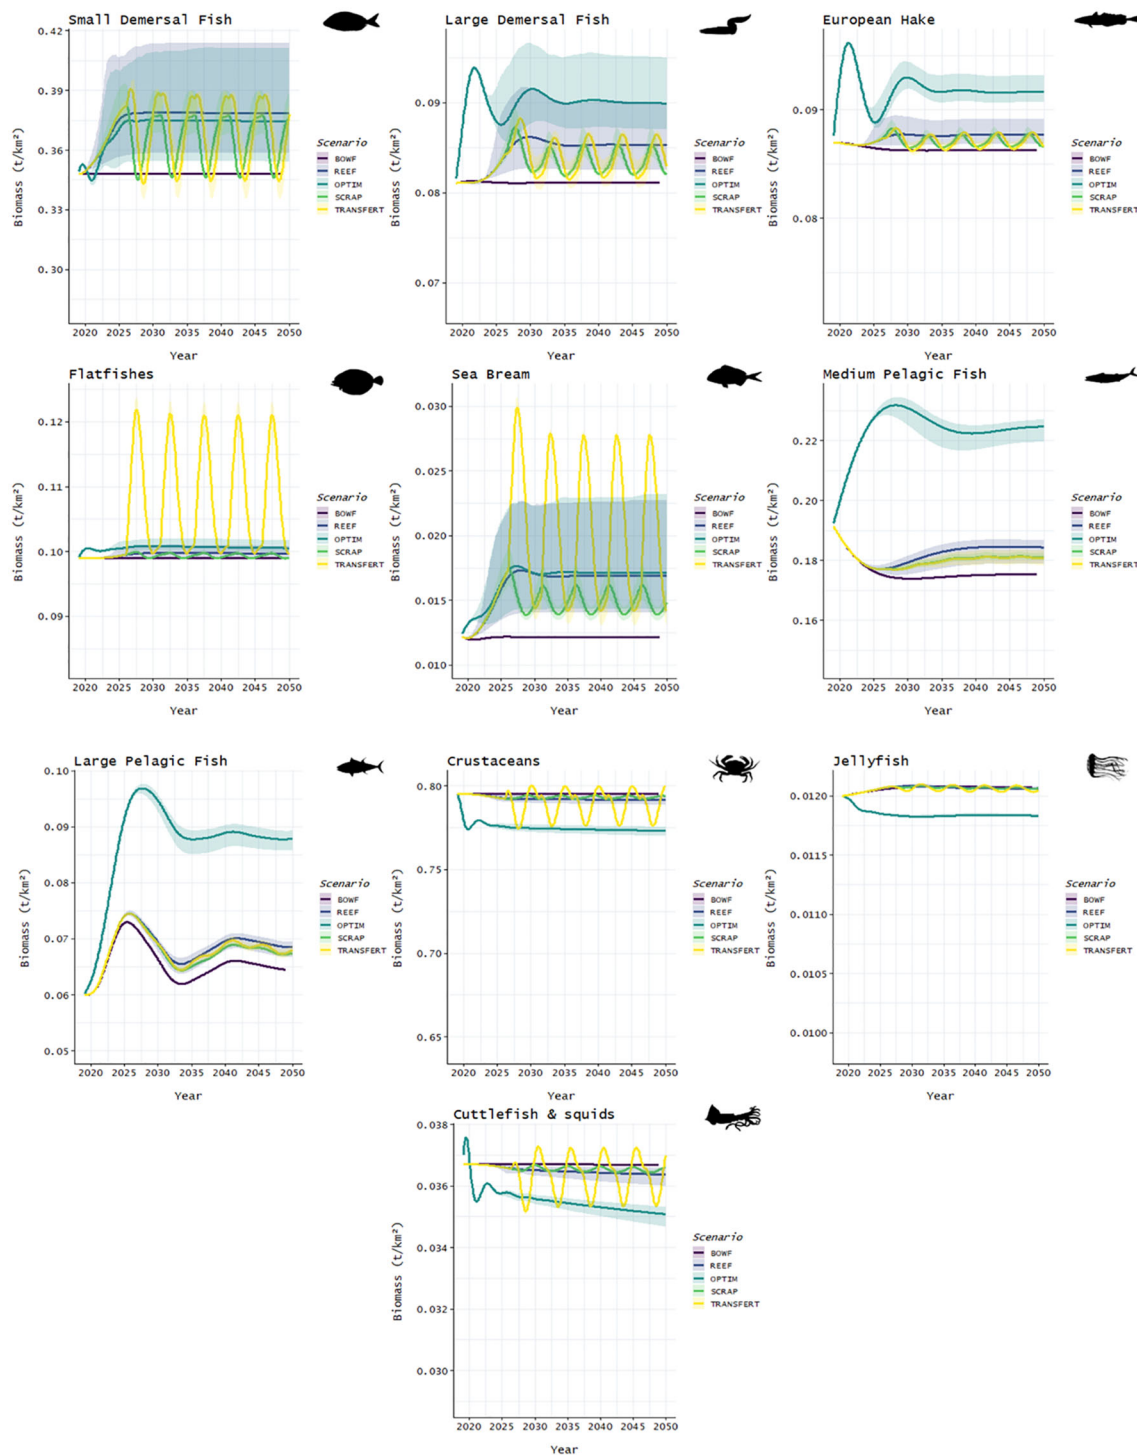 Small Demersal Fish
Large Demersal Fish
European Hake
0.42
0.39
0.36
0.33
0.30
Biomass (t/km²)
2020 2025 2030 2035 2040 2045 2050
Year
Scenario
BOWF
REEF
OPTIM
SCRAP
TRANSFERT
0.09
0.08
0.07
Biomass (t/km²)
2020 2025 2030 2035 2040 2045 2050
Year
Scenario
BOWF
REEF
OPTIM
SCRAP
TRANSFERT
0.09
0.08
Biomass (t/km²)
2020 2025 2030 2035 2040 2045 2050
Year
Scenario
BOWF
REEF
OPTIM
SCRAP
TRANSFERT
Flatfishes
Sea Bream
Medium Pelagic Fish
0.12
0.11
0.10
0.09
Biomass (t/km²)
2020 2025 2030 2035 2040 2045 2050
Year
Scenario
BOWF
REEF
OPTIM
SCRAP
TRANSFERT
0.030
0.025
0.020
0.015
0.010
Biomass (t/km²)
2020 2025 2030 2035 2040 2045 2050
Year
Scenario
BOWF
REEF
OPTIM
SCRAP
TRANSFERT
0.22
0.20
0.18
0.16
Biomass (t/km²)
2020 2025 2030 2035 2040 2045 2050
Year
Scenario
BOWF
REEF
OPTIM
SCRAP
TRANSFERT
Large Pelagic Fish
Crustaceans
Jellyfish
0.10
0.09
0.08
0.07
0.06
0.05
Biomass (t/km²)
2020 2025 2030 2035 2040 2045 2050
Year
Scenario
BOWF
REEF
OPTIM
SCRAP
TRANSFERT
0.80
0.75
0.70
0.65
Biomass (t/km²)
2020 2025 2030 2035 2040 2045 2050
Year
Scenario
BOWF
REEF
OPTIM
SCRAP
TRANSFERT
0.0120
0.0115
0.0110
0.0105
0.0100
Biomass (t/km²)
2020 2025 2030 2035 2040 2045 2050
Year
Scenario
BOWF
REEF
OPTIM
SCRAP
TRANSFERT
Cuttlefish & squids
0.038
0.036
0.034
0.032
0.030
Biomass (t/km²)
2020 2025 2030 2035 2040 2045 2050
Year
Scenario
BOWF
REEF
OPTIM
SCRAP
TRANSFERT